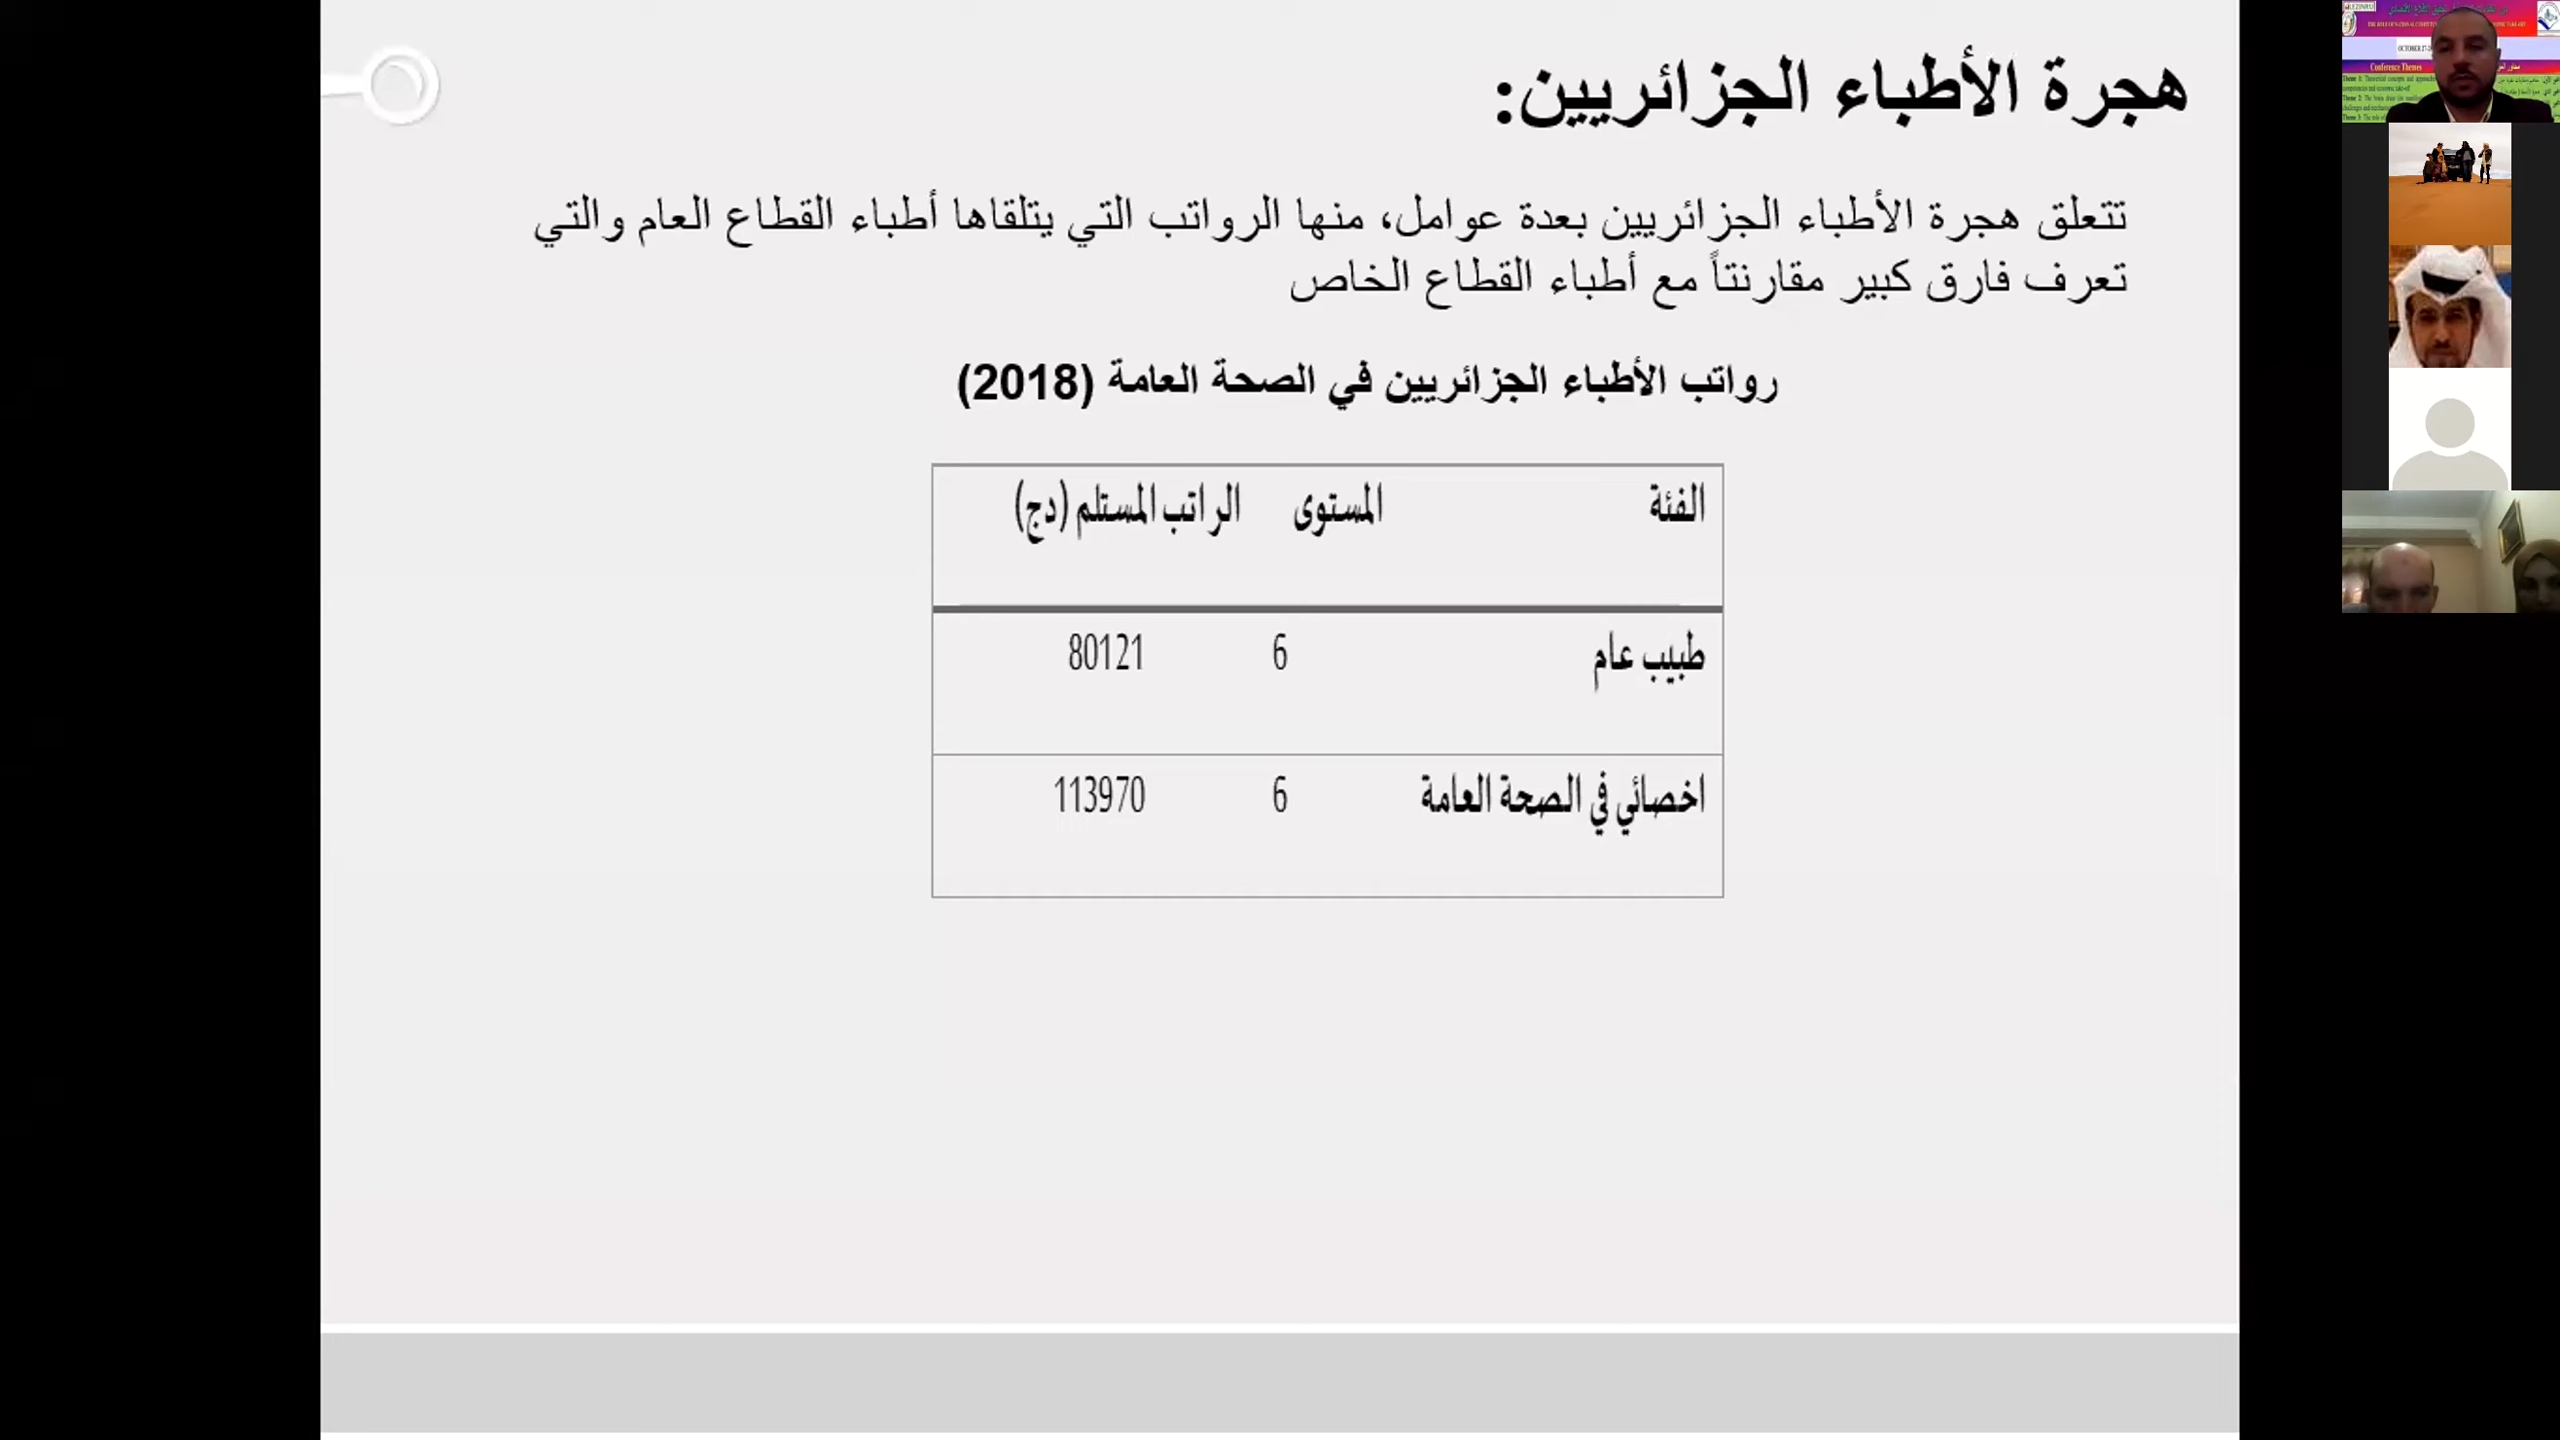 هجرة الأطباء الجزائريين:
تتعلق هجرة الأطباء الجزائريين بعدة عوامل، منها الرواتب التي يتلقاها أطباء القطاع العام والتي
تعرف فارق كبير مقارنتاً مع أطباء القطاع الخاص
رواتب الأطباء الجزائريين في الصحة العامة (2018)
الفئة المستوى الراتب المستلم (دج)
طبيب عام 6 80121
اخصائي في الصحة العامة 6 113970
Conference Themes